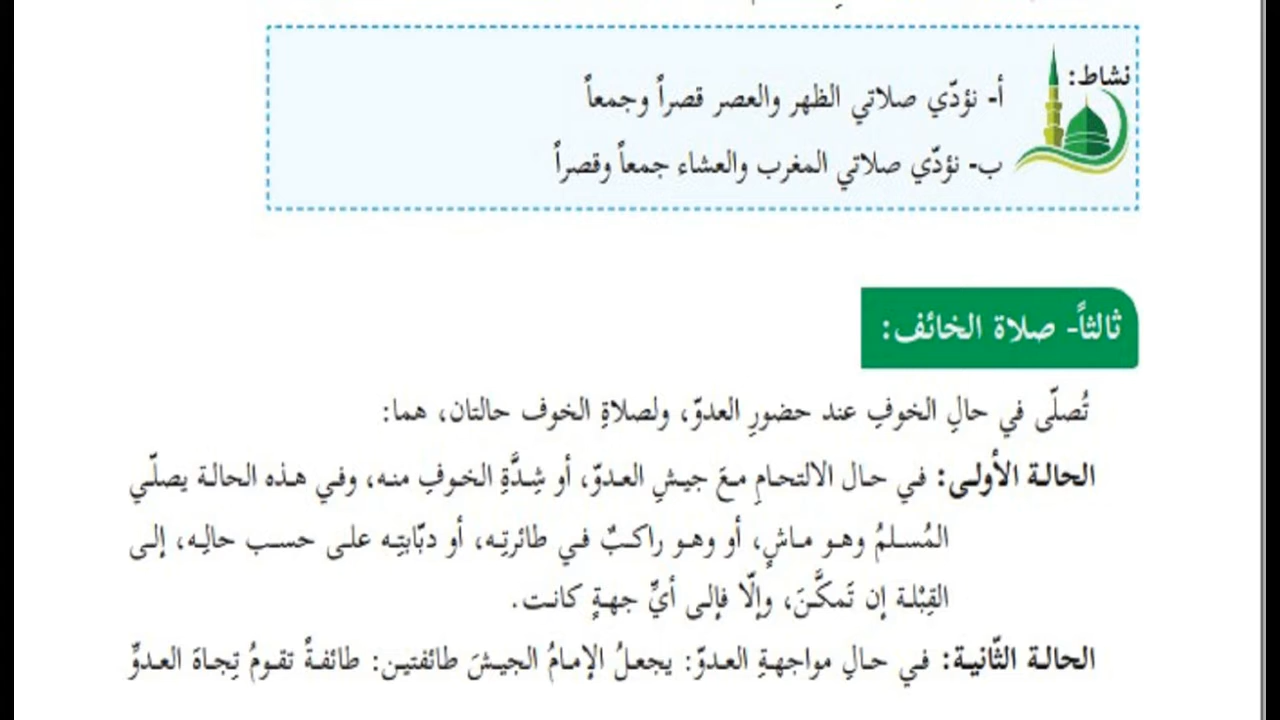 نشاط:
أ- نؤدّي صلاتي الظهر والعصر قصراً وجمعاً
ب- نؤدّي صلاتي المغرب والعشاء جمعاً وقصراً
ثالثاً- صلاة الخائف:
تُصلّى في حالِ الخوفِ عند حضورِ العدوّ، ولصلاةِ الخوف حالتان، هما:
الحالة الأولى: في حال الالتحامِ معَ جيشِ العدوّ، أو شِدَّةِ الخوفِ منه، وفي هذه الحالة يصلّي
المُسلمُ وهو ماشٍ، أو وهو راكبٌ في طائرتِه، أو دبّابتِه على حسب حالِه، إلى
القِبْلة إن تَمكَّنَ، وإلّا فإلى أيِّ جهةٍ كانت.
الحالة الثّانية: في حالِ مواجهةِ العدوّ: يجعلُ الإمامُ الجيشَ طائفتين: طائفةٌ تقومُ تِجاهَ العدوِّ